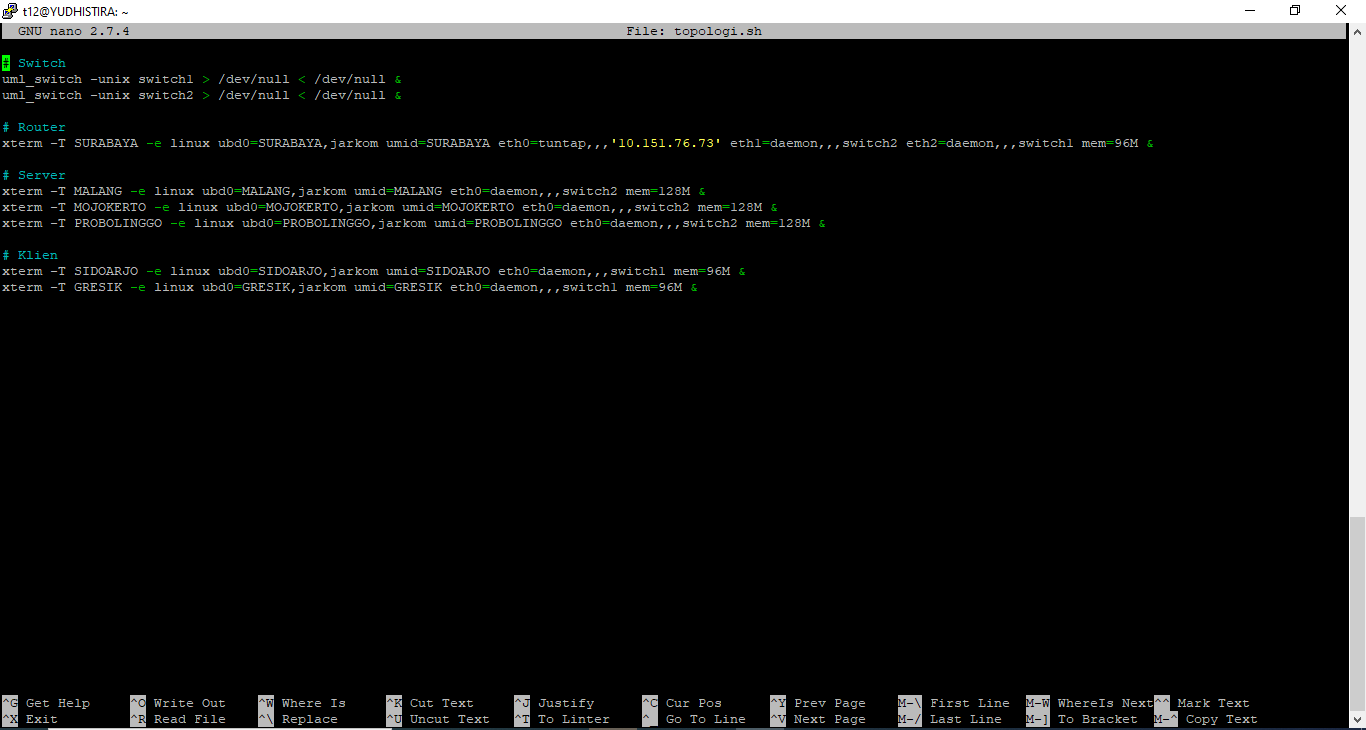 t12@YUDHISTIRA: ~
GNU nano 2.7.4 File: topologi.sh
# Switch
uml_switch -unix switch1 > /dev/null < /dev/null &
uml_switch -unix switch2 > /dev/null < /dev/null &
# Router
xterm -T SURABAYA -e linux ubd0=SURABAYA,jarkom umid=SURABAYA eth0=tuntap,,,'10.151.76.73' eth1=daemon,,,switch2 eth2=daemon,,,switch1 mem=96M &
# Server
xterm -T MALANG -e linux ubd0=MALANG,jarkom umid=MALANG eth0=daemon,,,switch2 mem=128M &
xterm -T MOJOKERTO -e linux ubd0=MOJOKERTO,jarkom umid=MOJOKERTO eth0=daemon,,,switch2 mem=128M &
xterm -T PROBOLINGGO -e linux ubd0=PROBOLINGGO,jarkom umid=PROBOLINGGO eth0=daemon,,,switch2 mem=128M &
# Klien
xterm -T SIDOARJO -e linux ubd0=SIDOARJO,jarkom umid=SIDOARJO eth0=daemon,,,switch1 mem=96M &
xterm -T GRESIK -e linux ubd0=GRESIK,jarkom umid=GRESIK eth0=daemon,,,switch1 mem=96M &
^G Get Help ^O Write Out ^W Where Is ^K Cut Text ^J Justify ^C Cur Pos ^Y Prev Page M-\ First Line M-W WhereIs Next ^^ Mark Text
^X Exit ^R Read File ^\ Replace ^U Uncut Text ^T To Linter ^_ Go To Line ^V Next Page M-/ Last Line M-] To Bracket M-^ Copy Text